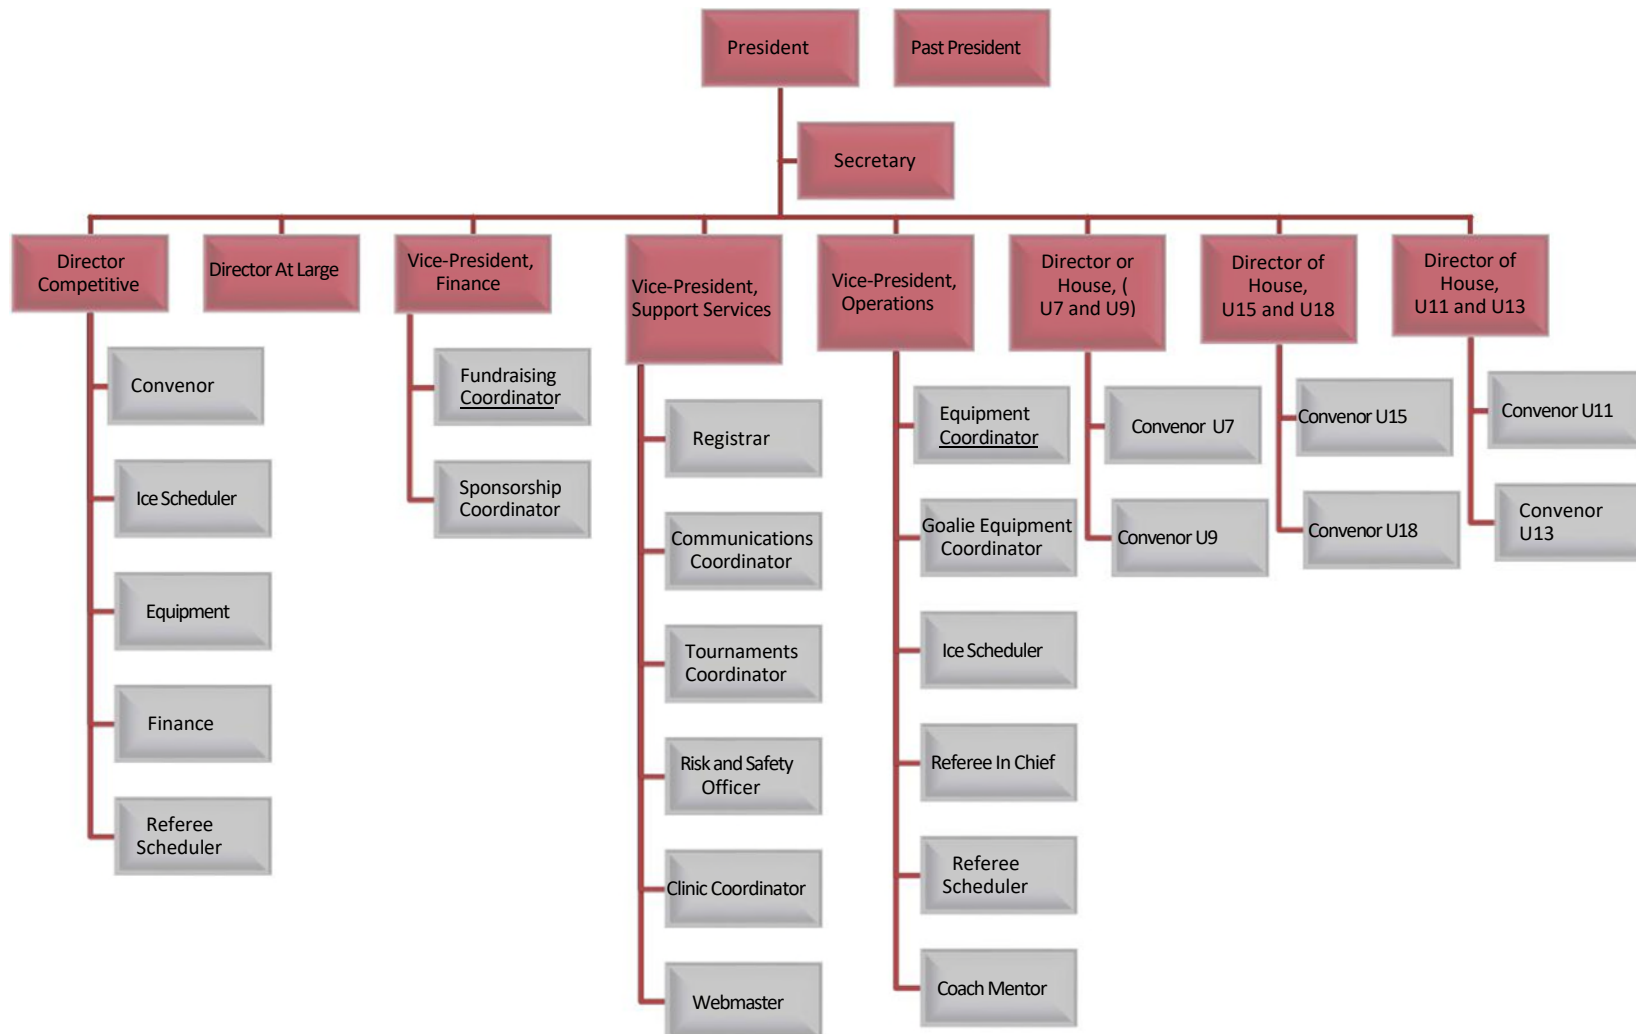 President
Past President
Secretary
Director
Competitive
Director At Large
Vice-President,
Finance
Vice-President,
Support Services
Vice-President,
Operations
Director or
House, (
U7 and U9)
Director of
House,
U15 and U18
Director of
House,
U11 and U13
Convenor
Ice Scheduler
Equipment
Finance
Referee
Scheduler
Fundraising
Coordinator
Sponsorship
Coordinator
Registrar
Communications
Coordinator
Tournaments
Coordinator
Risk and Safety
Officer
Clinic Coordinator
Webmaster
Equipment
Coordinator
Goalie Equipment
Coordinator
Ice Scheduler
Referee In Chief
Referee
Scheduler
Coach Mentor
Convenor U7
Convenor U9
Convenor U15
Convenor U18
Convenor U11
Convenor
U13